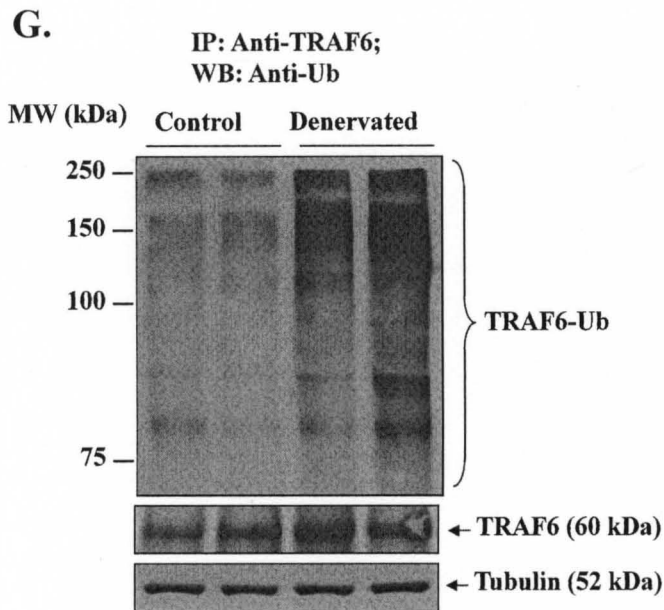 G.
IP: Anti-TRAF6;
WB: Anti-Ub
MW (kDa)
Control
Denervated
250
150
100
75
TRAF6-Ub
TRAF6 (60 kDa)
Tubulin (52 kDa)